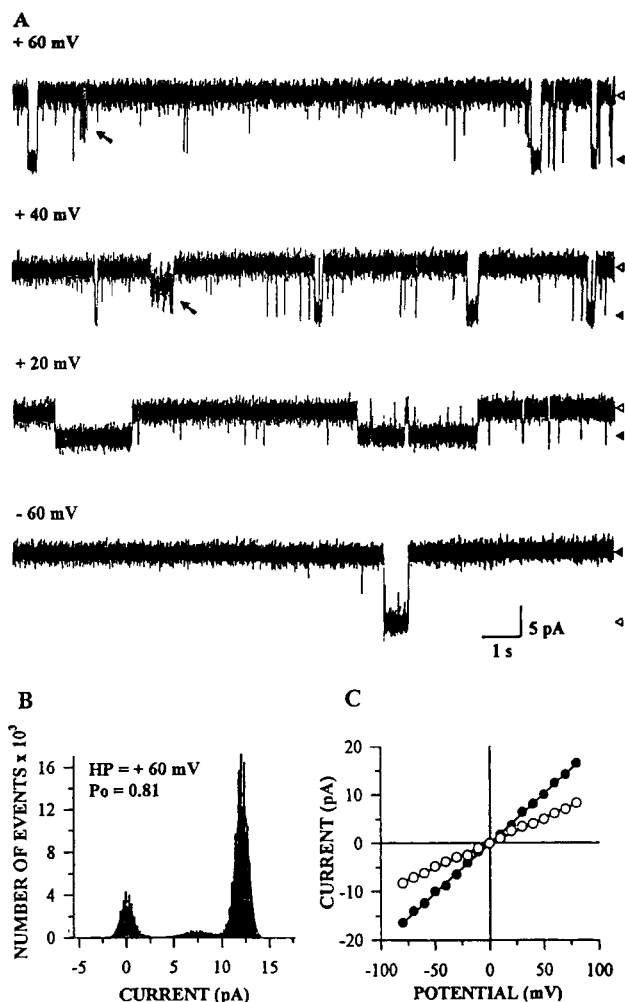 A
+ 60 mV
+ 40 mV
+ 20 mV
- 60 mV
5 pA
1 s
B
NUMBER OF EVENTS x 10³
16
12
8
4
0
HP = + 60 mV
Po = 0.81
-5 0 5 10 15
CURRENT (pA)
C
CURRENT (pA)
20
10
0
-10
-20
-100 -50 0 50 100
POTENTIAL (mV)